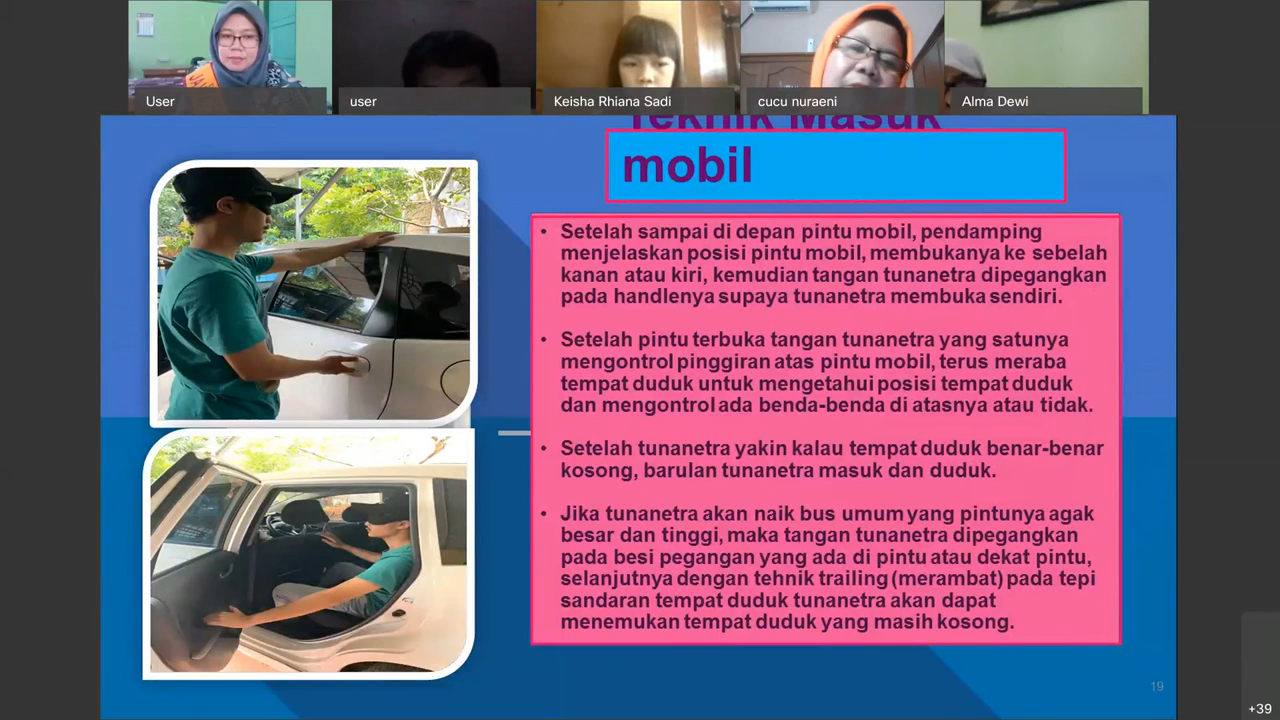 User
user
Keisha Rhiana Sadi
cucu nuraeni
Alma Dewi
Teknik Masuk
mobil
• Setelah sampai di depan pintu mobil, pendamping
menjelaskan posisi pintu mobil, membukanya ke sebelah
kanan atau kiri, kemudian tangan tunanetra dipegangkan
pada handlenya supaya tunanetra membuka sendiri.
• Setelah pintu terbuka tangan tunanetra yang satunya
mengontrol pinggiran atas pintu mobil, terus meraba
tempat duduk untuk mengetahui posisi tempat duduk
dan mengontrol ada benda-benda di atasnya atau tidak.
• Setelah tunanetra yakin kalau tempat duduk benar-benar
kosong, barulan tunanetra masuk dan duduk.
• Jika tunanetra akan naik bus umum yang pintunya agak
besar dan tinggi, maka tangan tunanetra dipegangkan
pada besi pegangan yang ada di pintu atau dekat pintu,
selanjutnya dengan tehnik trailing (merambat) pada tepi
sandaran tempat duduk tunanetra akan dapat
menemukan tempat duduk yang masih kosong.
19
+39